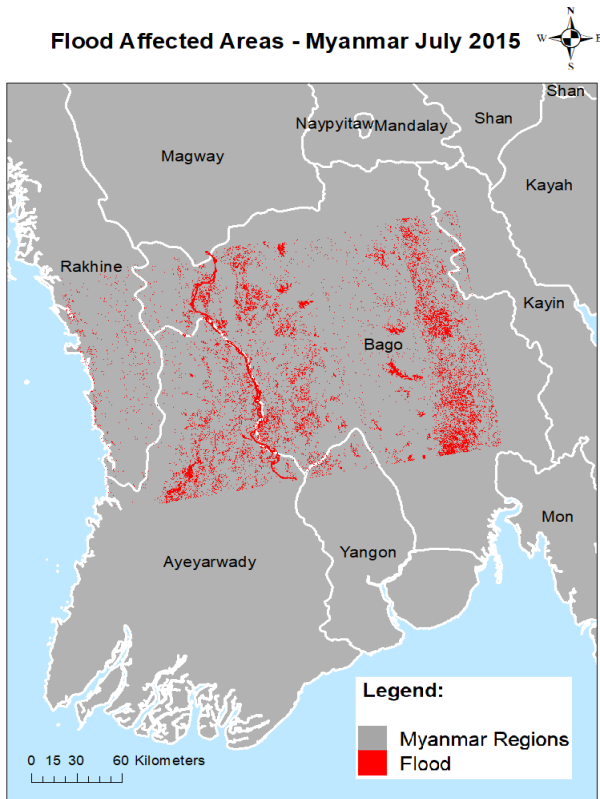 Flood Affected Areas - Myanmar July 2015
N
W E
S
Shan
Naypyitaw Mandalay Shan
Magway
Kayah
Rakhine
Kayin
Bago
Mon
Yangon
Ayeyarwady
Legend:
Myanmar Regions
Flood
0 15 30 60 Kilometers